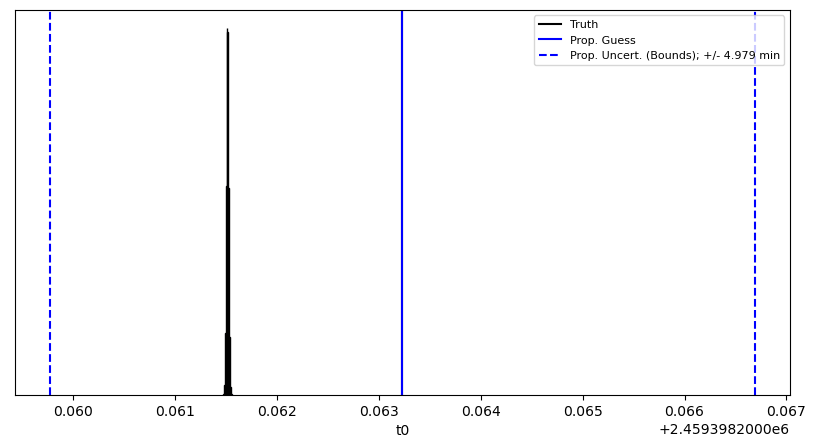 Truth
Prop. Guess
Prop. Uncert. (Bounds); +/- 4.979 min
0.060 0.061 0.062 0.063 0.064 0.065 0.066 0.067
t0
+2.4593982000e6